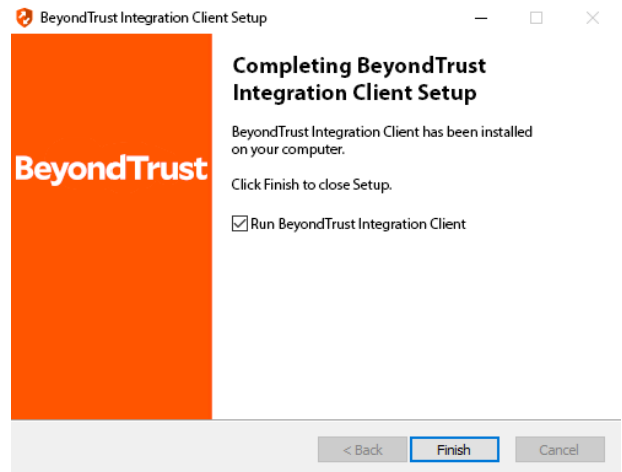 BeyondTrust Integration Client Setup
Completing BeyondTrust
Integration Client Setup
BeyondTrust Integration Client has been installed
on your computer.
BeyondTrust
Click Finish to close Setup.
Run BeyondTrust Integration Client
< Back
Finish
Cancel